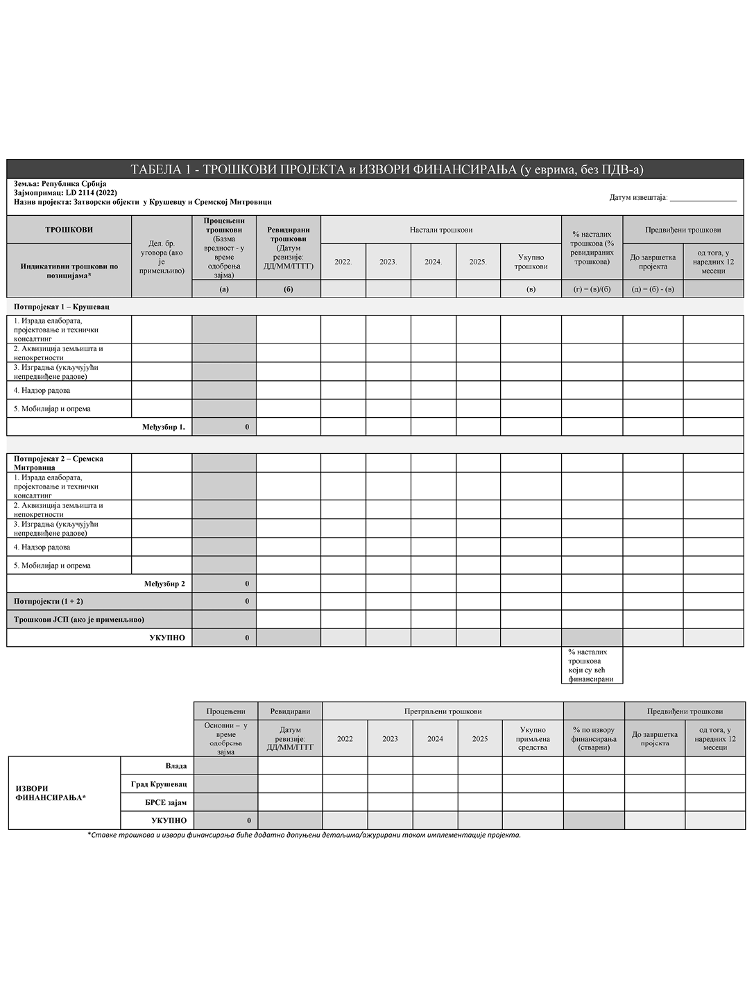 ТАБЕЛА 1 - ТРОШКОВИ ПРОЈЕКТА и ИЗВОРИ ФИНАНСИРАЊА (у еврима, без ПДВ-а)
Земља: Република Србија
Зајмопримац: LD 2114 (2022)
Назив пројекта: Затворски објекти у Крушевцу и Сремској Митровици
Датум извештаја: ___________________
ТРОШКОВИ
Индикативни трошкови по
позицијама*
Дел. бр.
уговора (ако
је
применљиво)
Процењени
трошкови
(Базма
вредност - у
време
одобрења
зајма)
(а)
Ревидирани
трошкови
(Датум
ревизије:
ДД/ММ/ГГГГ)
(б)
Настали трошкови
2022.
2023.
2024.
2025.
Укупно
трошкови
(в)
% насталих
трошкова (%
ревидираних
трошкова)
(г) = (в)/(б)
Предвиђени трошкови
До завршетка
пројекта
од тога, у
наредних 12
месеци
(д) = (б) - (в)
Потпројекат 1 – Крушевац
1. Израда елабората,
пројектовање и технички
консалтинг
2. Аквизиција земљишта и
непокретности
3. Изградња (укључујући
непредвиђене радове)
4. Надзор радова
5. Мобилијар и опрема
Међузбир 1. 0
Потпројекат 2 – Сремска
Митровица
1. Израда елабората,
пројектовање и технички
консалтинг
2. Аквизиција земљишта и
непокретности
3. Изградња (укључујући
непредвиђене радове)
4. Надзор радова
5. Мобилијар и опрема
Међузбир 2 0
Потпројекти (1 + 2) 0
Трошкови ЈСП (ако је применљиво)
УКУПНО 0
% насталих
трошкова
који су већ
финансирани
Процењени
Основни – у
време
одобрења
зајма
Ревидирани
Датум
ревизије:
ДД/ММ/ГГГГ
Претрпљени трошкови
2022
2023
2024
2025
Укупно
примљена
средства
% по извору
финансирања
(стварни)
Предвиђени трошкови
До завршетка
пројекта
од тога, у
наредних 12
месеци
ИЗВОРИ
ФИНАНСИРАЊА*
Влада
Град Крушевац
БРСЕ зајам
УКУПНО 0
*Ставке трошкова и извори финансирања биће додатно допуњени детаљима/ажурирани током имплементације пројекта.